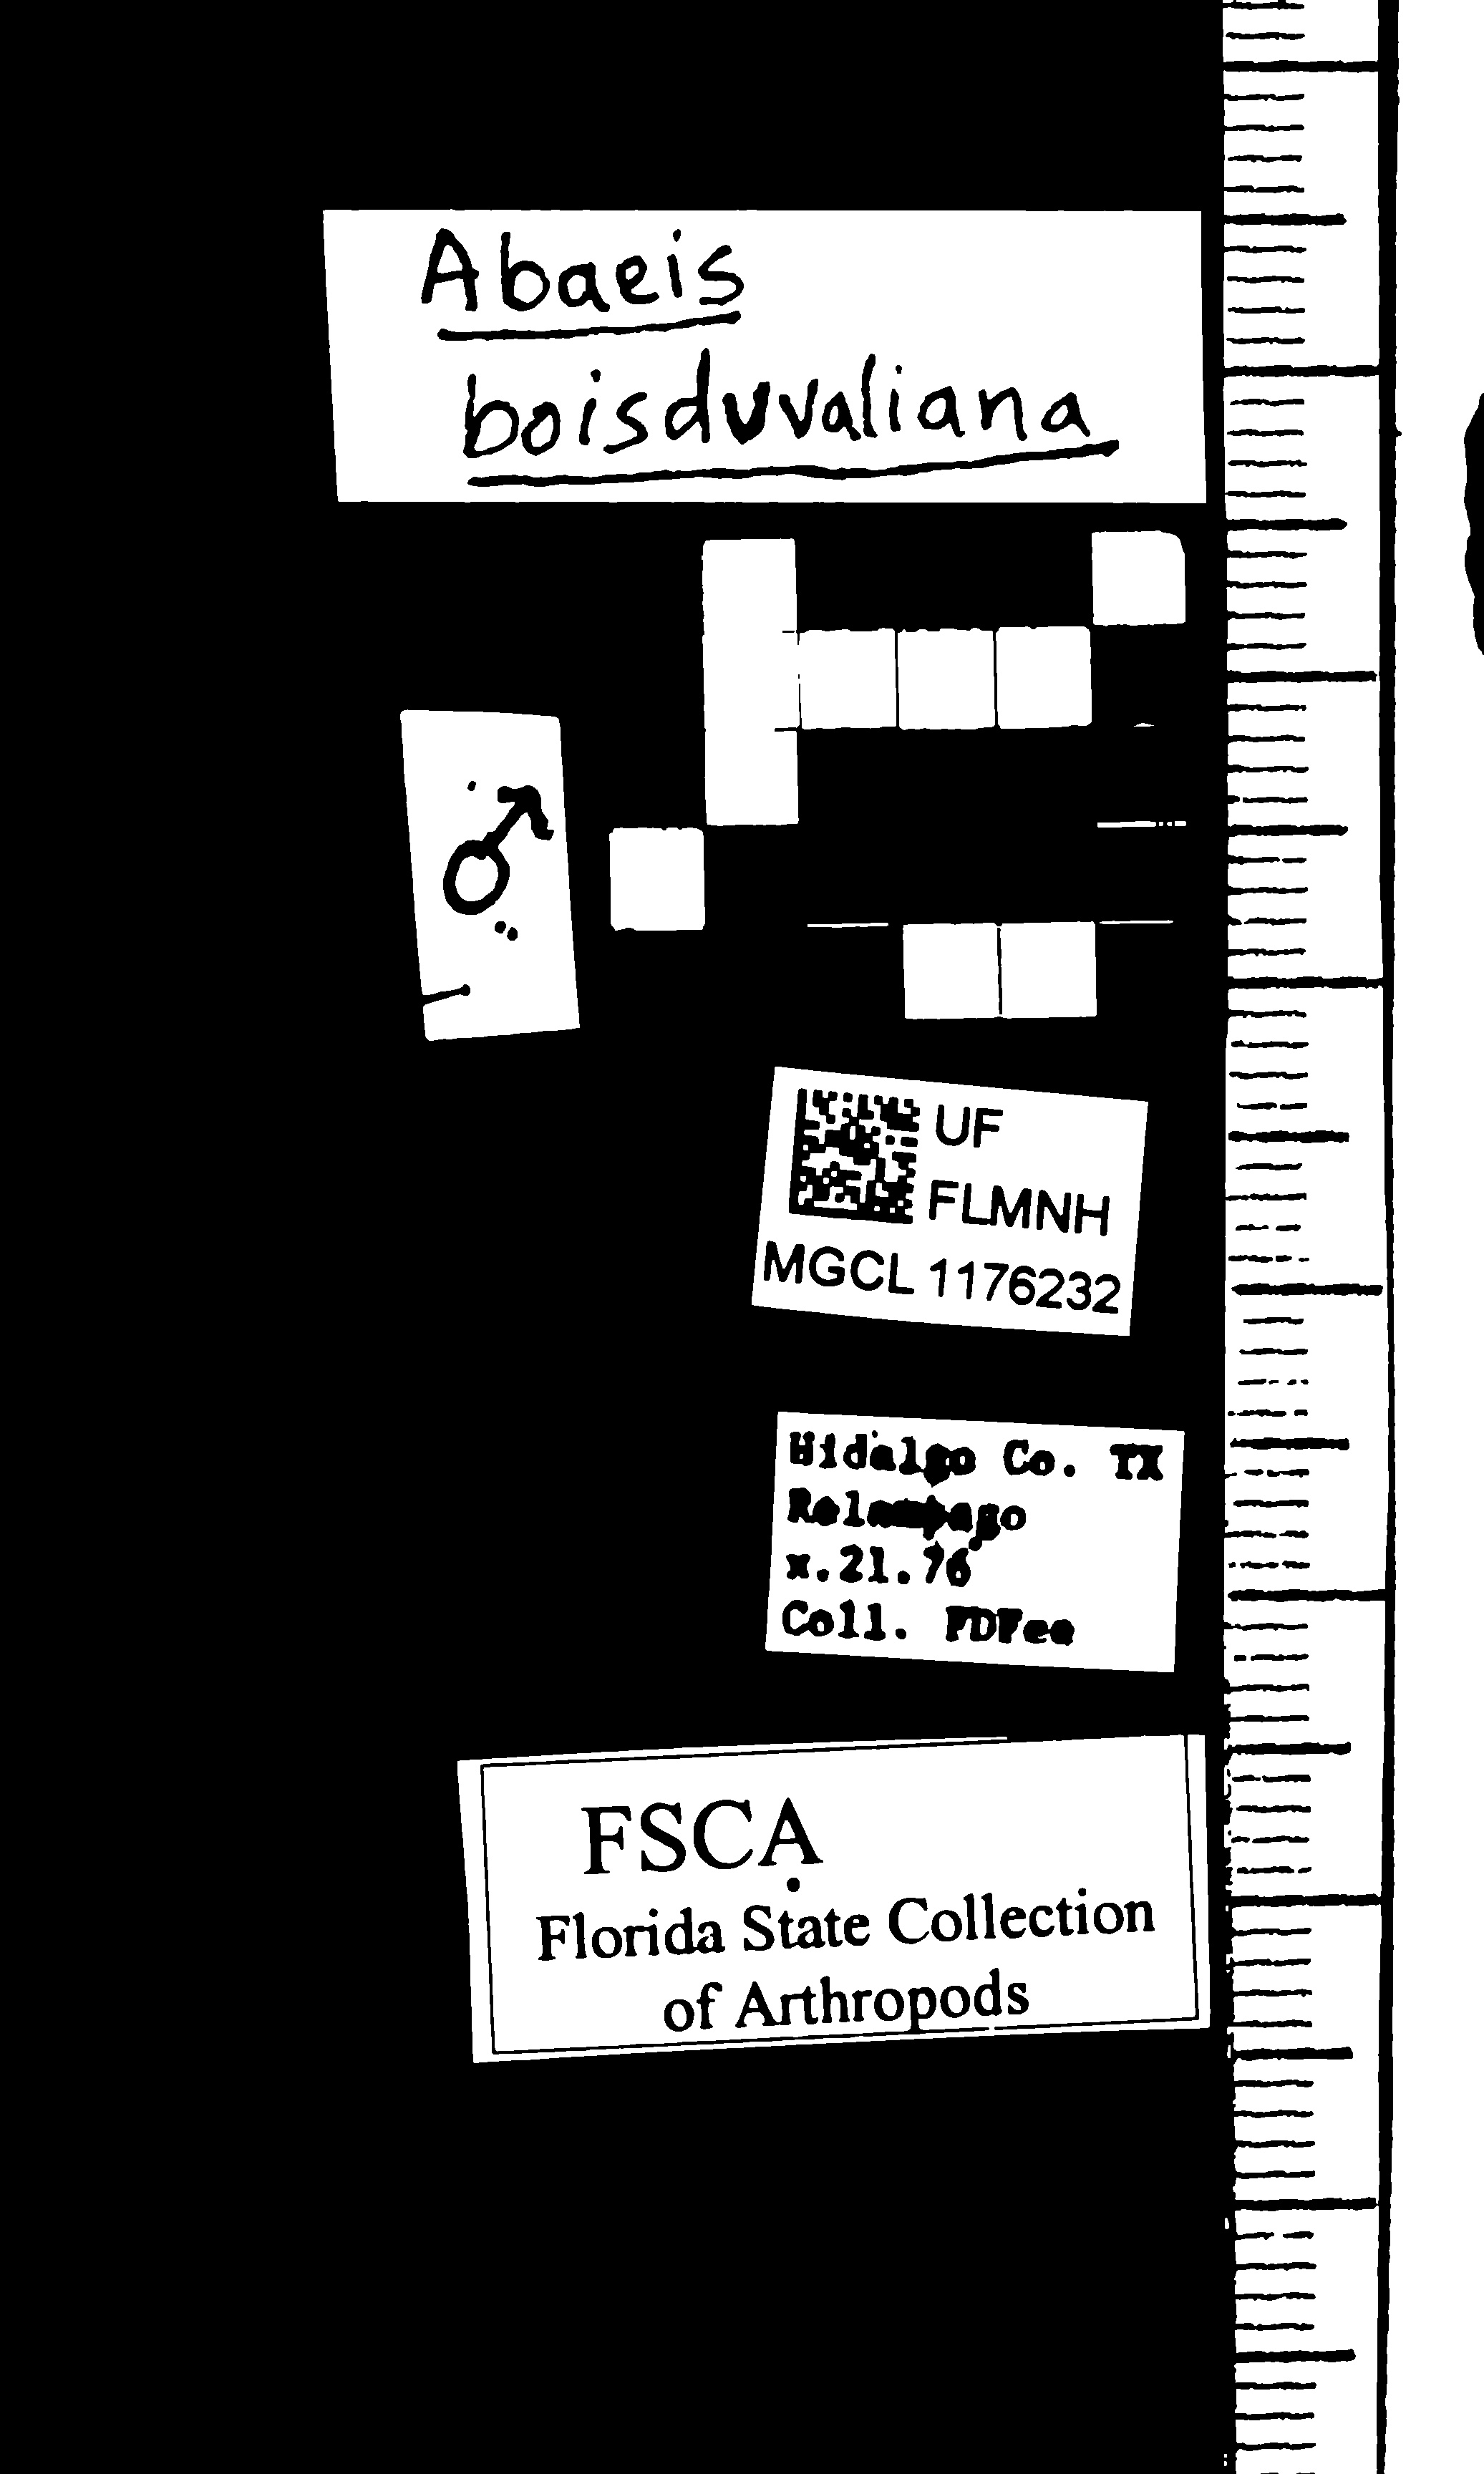 Abaeis
boisduvaliana
♂
UF
FLMNH
MGCL 1176232
Hidalgo Co. TX
Relampago
x.21.76
Coll. FDFee
FSCA
Florida State Collection
of Arthropods